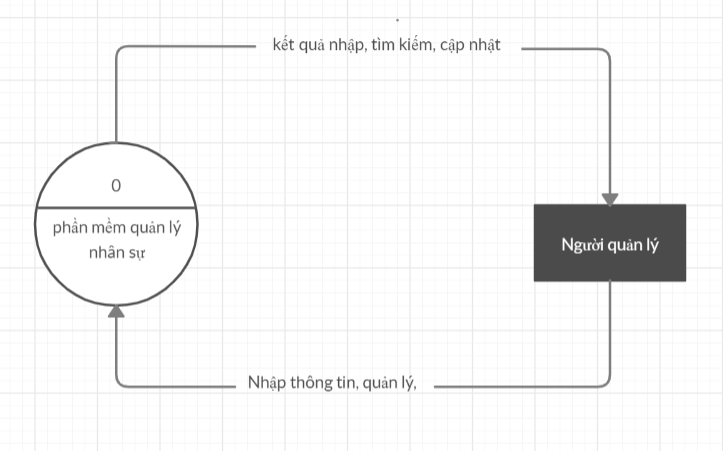 kết quả nhập, tìm kiếm, cập nhật
0
phần mềm quản lý
nhân sự
Người quản lý
Nhập thông tin, quản lý,